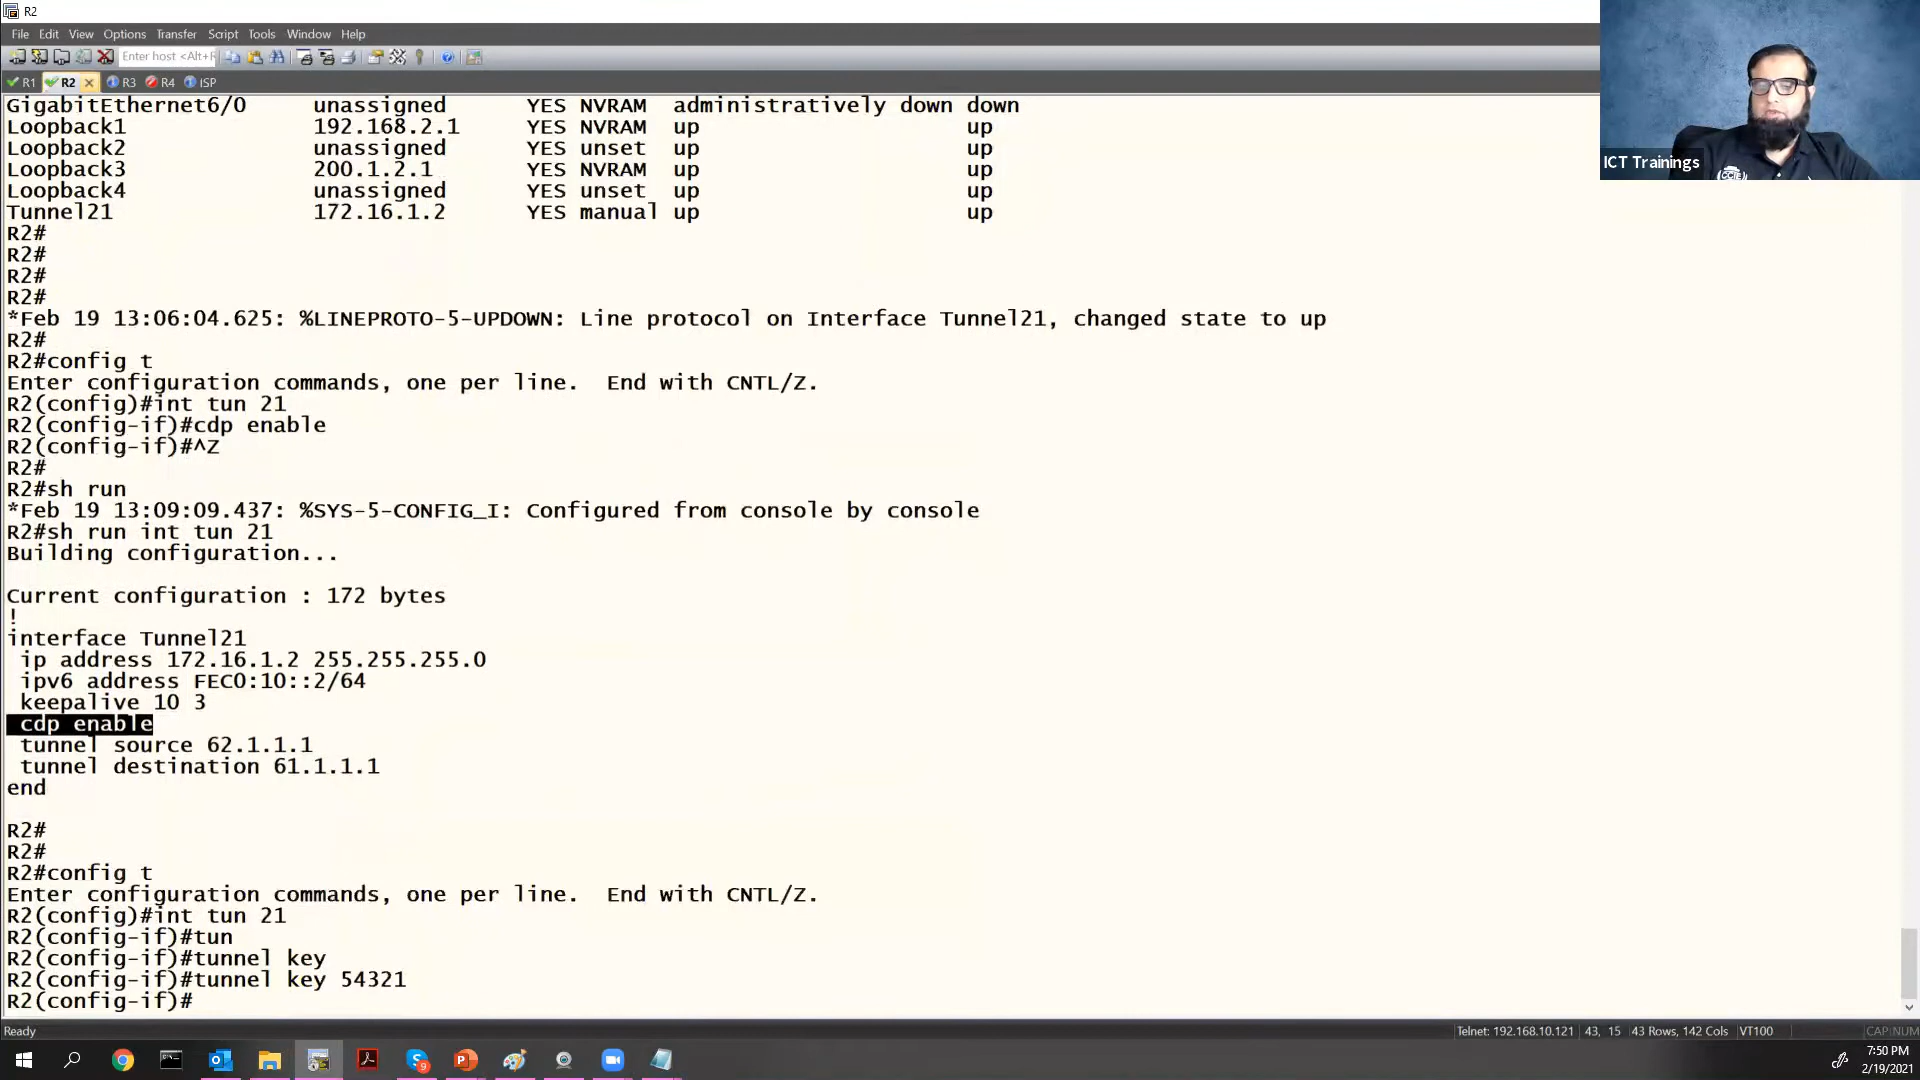 R2
File Edit View Options Transfer Script Tools Window Help
Enter host <Alt+R
R1 R2 R3 R4 ISP
GigabitEthernet6/0 unassigned YES NVRAM administratively down down
Loopback1 192.168.2.1 YES NVRAM up up
Loopback2 unassigned YES unset up up
Loopback3 200.1.2.1 YES NVRAM up up
Loopback4 unassigned YES unset up up
Tunnel21 172.16.1.2 YES manual up up
R2#
R2#
R2#
R2#
*Feb 19 13:06:04.625: %LINEPROTO-5-UPDOWN: Line protocol on Interface Tunnel21, changed state to up
R2#
R2#config t
Enter configuration commands, one per line. End with CNTL/Z.
R2(config)#int tun 21
R2(config-if)#cdp enable
R2(config-if)#^Z
R2#
R2#sh run
*Feb 19 13:09:09.437: %SYS-5-CONFIG_I: Configured from console by console
R2#sh run int tun 21
Building configuration...
Current configuration : 172 bytes
!
interface Tunnel21
ip address 172.16.1.2 255.255.255.0
ipv6 address FEC0:10::2/64
keepalive 10 3
cdp enable
tunnel source 62.1.1.1
tunnel destination 61.1.1.1
end
R2#
R2#
R2#config t
Enter configuration commands, one per line. End with CNTL/Z.
R2(config)#int tun 21
R2(config-if)#tun
R2(config-if)#tunnel key
R2(config-if)#tunnel key 54321
R2(config-if)#
ICT Trainings
CCIE
Ready
Telnet: 192.168.10.121 43, 15 43 Rows, 142 Cols VT100 CAP NUM
9
7:50 PM
2/19/2021